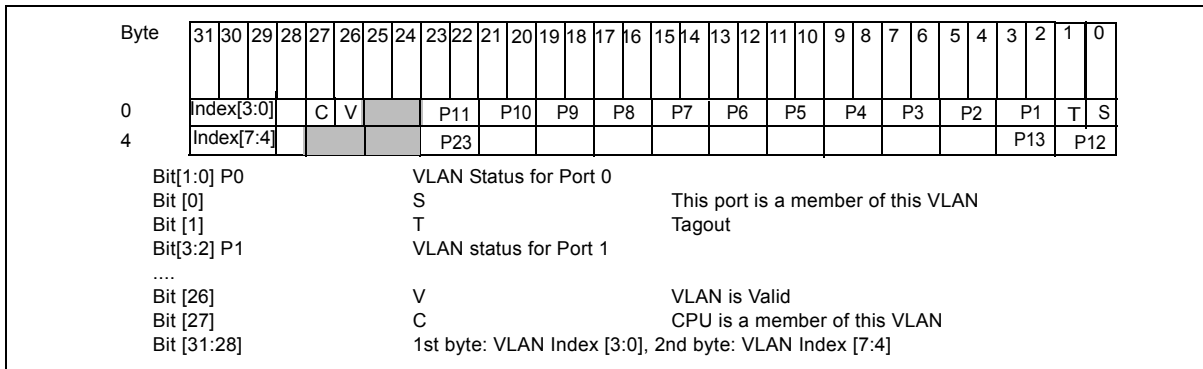 Byte 31 30 29 28 27 26 25 24 23 22 21 20 19 18 17 16 15 14 13 12 11 10 9 8 7 6 5 4 3 2 1 0
0 Index[3:0] C V P11 P10 P9 P8 P7 P6 P5 P4 P3 P2 P1 T S
4 Index[7:4] P23 P13 P12
Bit[1:0] P0 VLAN Status for Port 0
Bit [0] S This port is a member of this VLAN
Bit [1] T Tagout
Bit[3:2] P1 VLAN status for Port 1
....
Bit [26] V VLAN is Valid
Bit [27] C CPU is a member of this VLAN
Bit [31:28] 1st byte: VLAN Index [3:0], 2nd byte: VLAN Index [7:4]